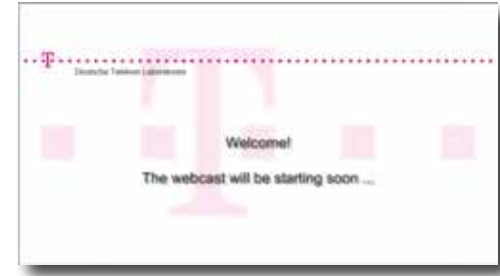 T
Deutsche Telekom Laboratories
Welcome!
The webcast will be starting soon ...